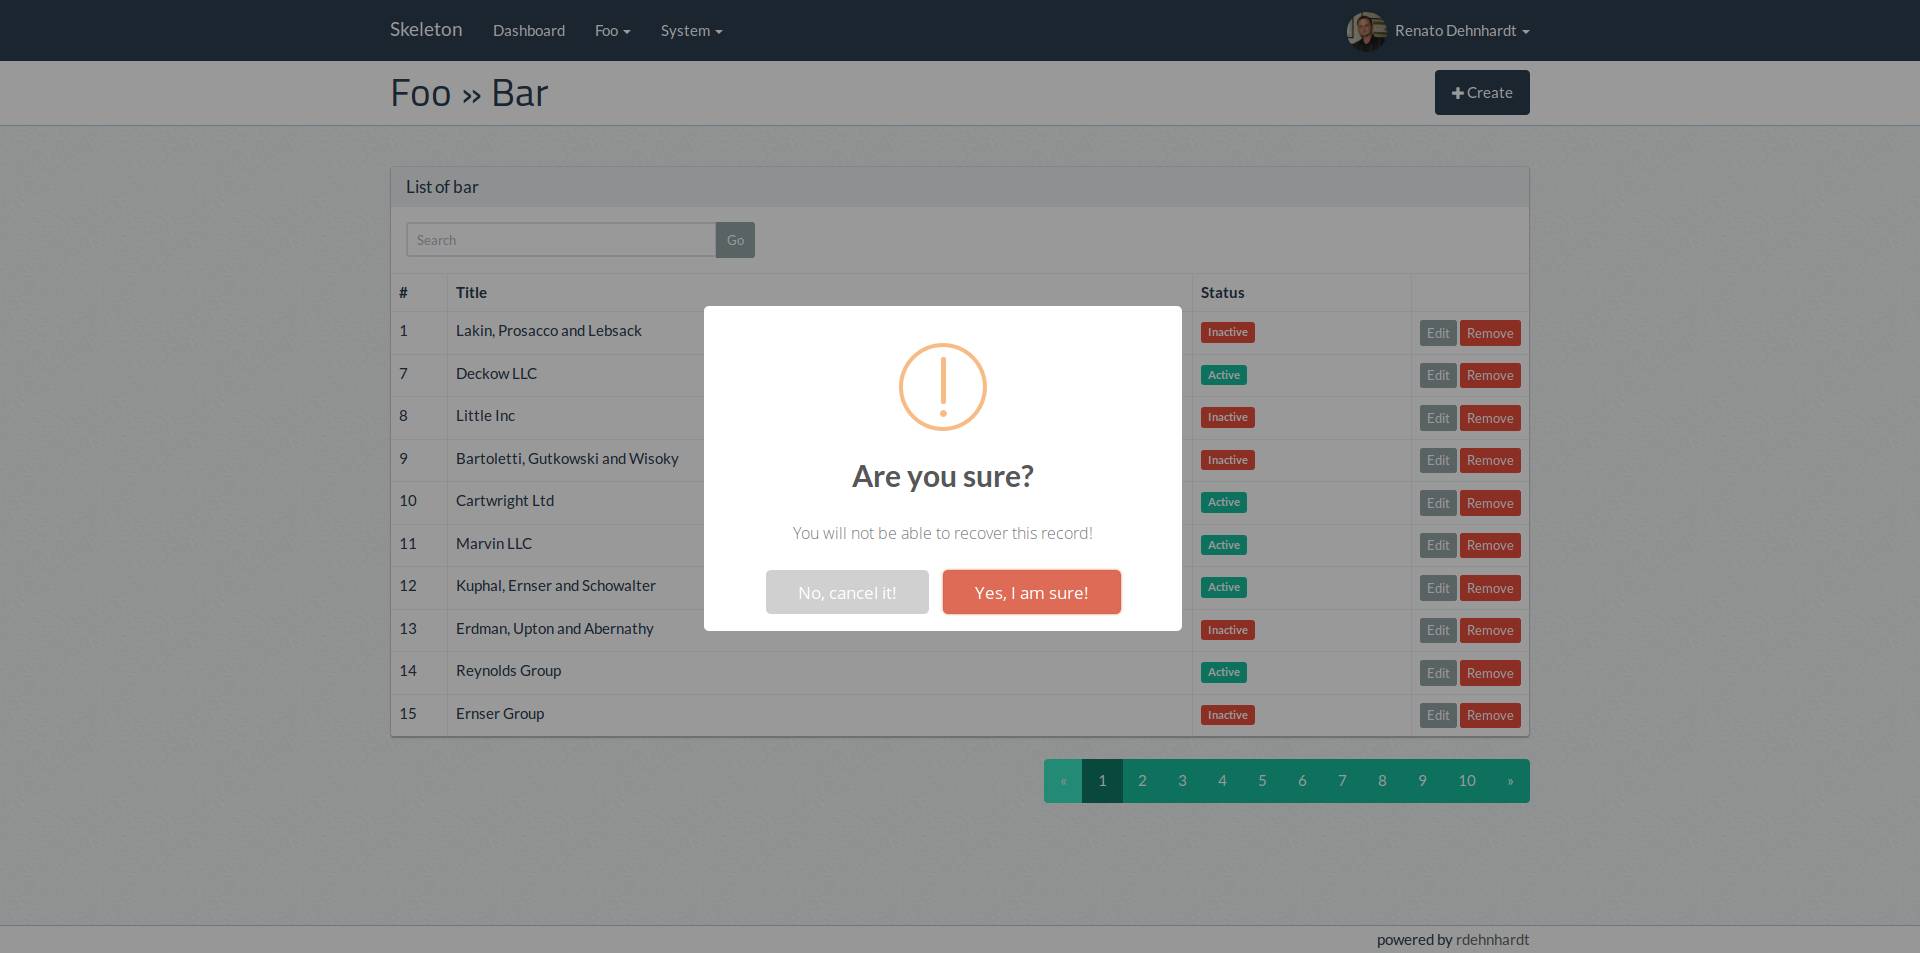 Skeleton Dashboard Foo System Renato Dehnhardt
Foo » Bar
Create
List of bar
Search Go
# Title Status
1 Lakin, Prosacco and Lebsack Inactive Edit Remove
7 Deckow LLC Active Edit Remove
8 Little Inc Inactive Edit Remove
9 Bartoletti, Gutkowski and Wisoky Inactive Edit Remove
10 Cartwright Ltd Active Edit Remove
11 Marvin LLC Active Edit Remove
12 Kuphal, Ernser and Schowalter Active Edit Remove
13 Erdman, Upton and Abernathy Inactive Edit Remove
14 Reynolds Group Active Edit Remove
15 Ernser Group Inactive Edit Remove
Are you sure?
You will not be able to recover this record!
No, cancel it! Yes, I am sure!
« 1 2 3 4 5 6 7 8 9 10 »
powered by rdehnhardt